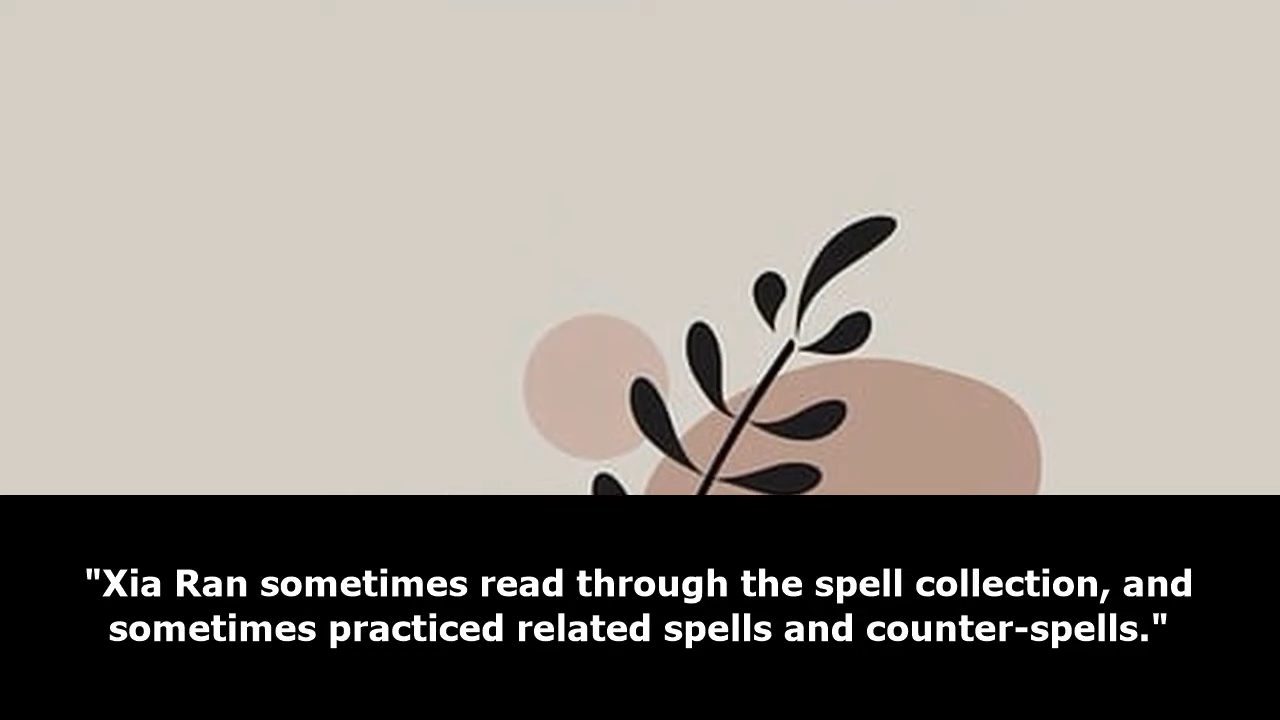 "Xia Ran sometimes read through the spell collection, and
sometimes practiced related spells and counter-spells."